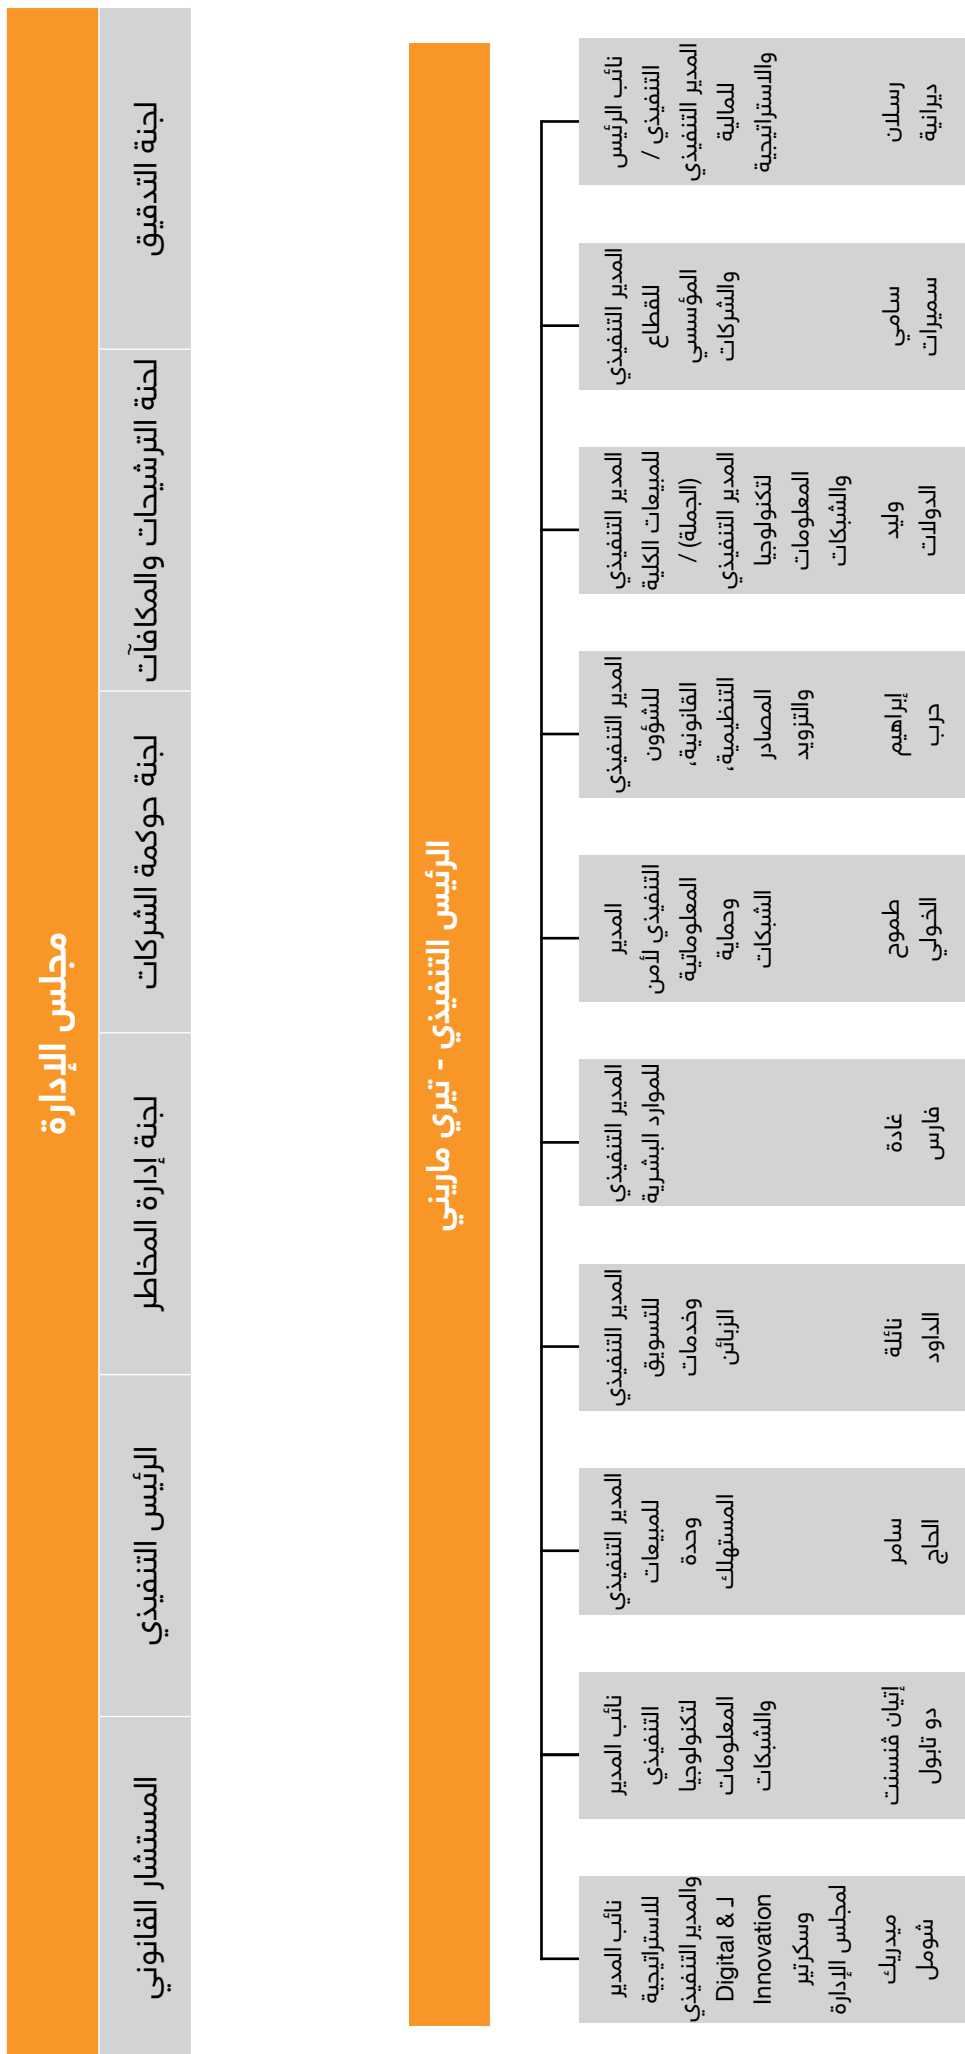 مجلس الإدارة
لجنة التدقيق
لحنة الترشيحات والمكافآت
لجنة حوكمة الشركات
لجنة إدارة المخاطر
الرئيس التنفيذي
المستشار القانوني
الرئيس التنفيذي - تيري ماريني
نائب الرئيس
التنفيذي /
المدير التنفيذي
للمالية
والاستراتيجية
رسلان
ديرانية
المدير التنفيذي
للقطاع
المؤسسي
والشركات
سامي
سميرات
المدير التنفيذي
للمبيعات الكلية
(الجملة) /
المدير التنفيذي
لتكنولوجيا
المعلومات
والشبكات
وليد
الدولات
المدير التنفيذي
للشؤون
القانونية،
التنظيمية،
المصادر
والتزويد
إبراهيم
حرب
المدير
التنفيذي لأمن
المعلوماتية
وحماية
الشبكات
طموح
الخولي
المدير التنفيذي
للموارد البشرية
غادة
فارس
المدير التنفيذي
للتسويق
وخدمات
الزبائن
نائلة
الداود
المدير التنفيذي
للمبيعات
وحدة
المستهلك
سامر
الحاج
نائب المدير
التنفيذي
لتكنولوجيا
المعلومات
والشبكات
إتيان فنسنت
دو تابول
نائب المدير
للاستراتيجية
والمدير التنفيذي
لـ Digital &
Innovation
وسكرتير
لمجلس الإدارة
ميدريك
شومل